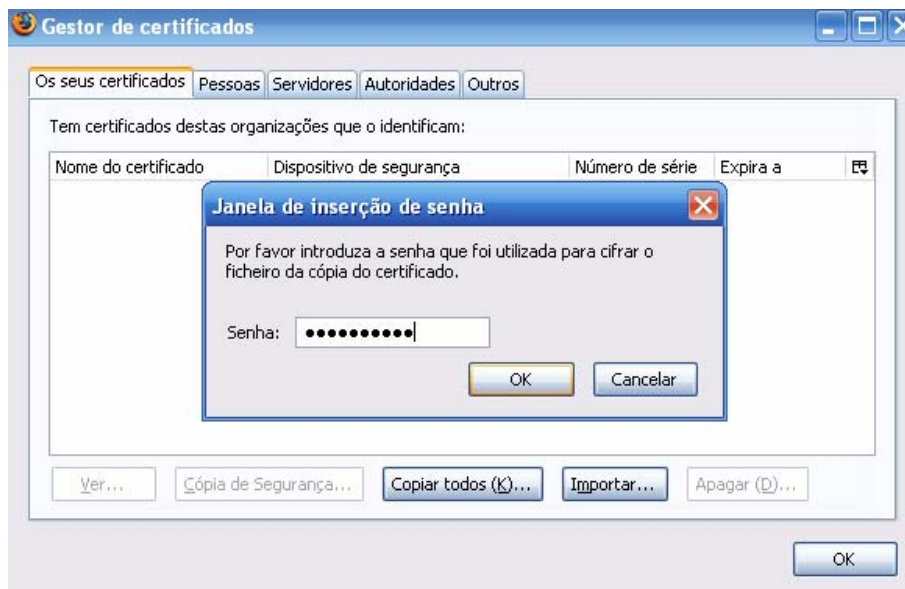 Gestor de certificados
Os seus certificados Pessoas Servidores Autoridades Outros
Tem certificados destas organizações que o identificam:
Nome do certificado Dispositivo de segurança Número de série Expira a
Janela de inserção de senha
Por favor introduza a senha que foi utilizada para cifrar o
ficheiro da cópia do certificado.
Senha: ●●●●●●●●●●
OK Cancelar
Ver... Cópia de Segurança... Copiar todos (K)... Importar... Apagar (D)...
OK